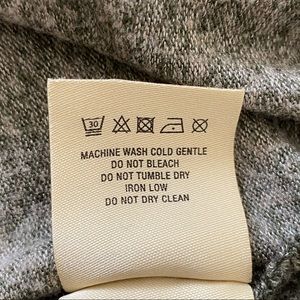 30
MACHINE WASH COLD GENTLE
DO NOT BLEACH
DO NOT TUMBLE DRY
IRON LOW
DO NOT DRY CLEAN